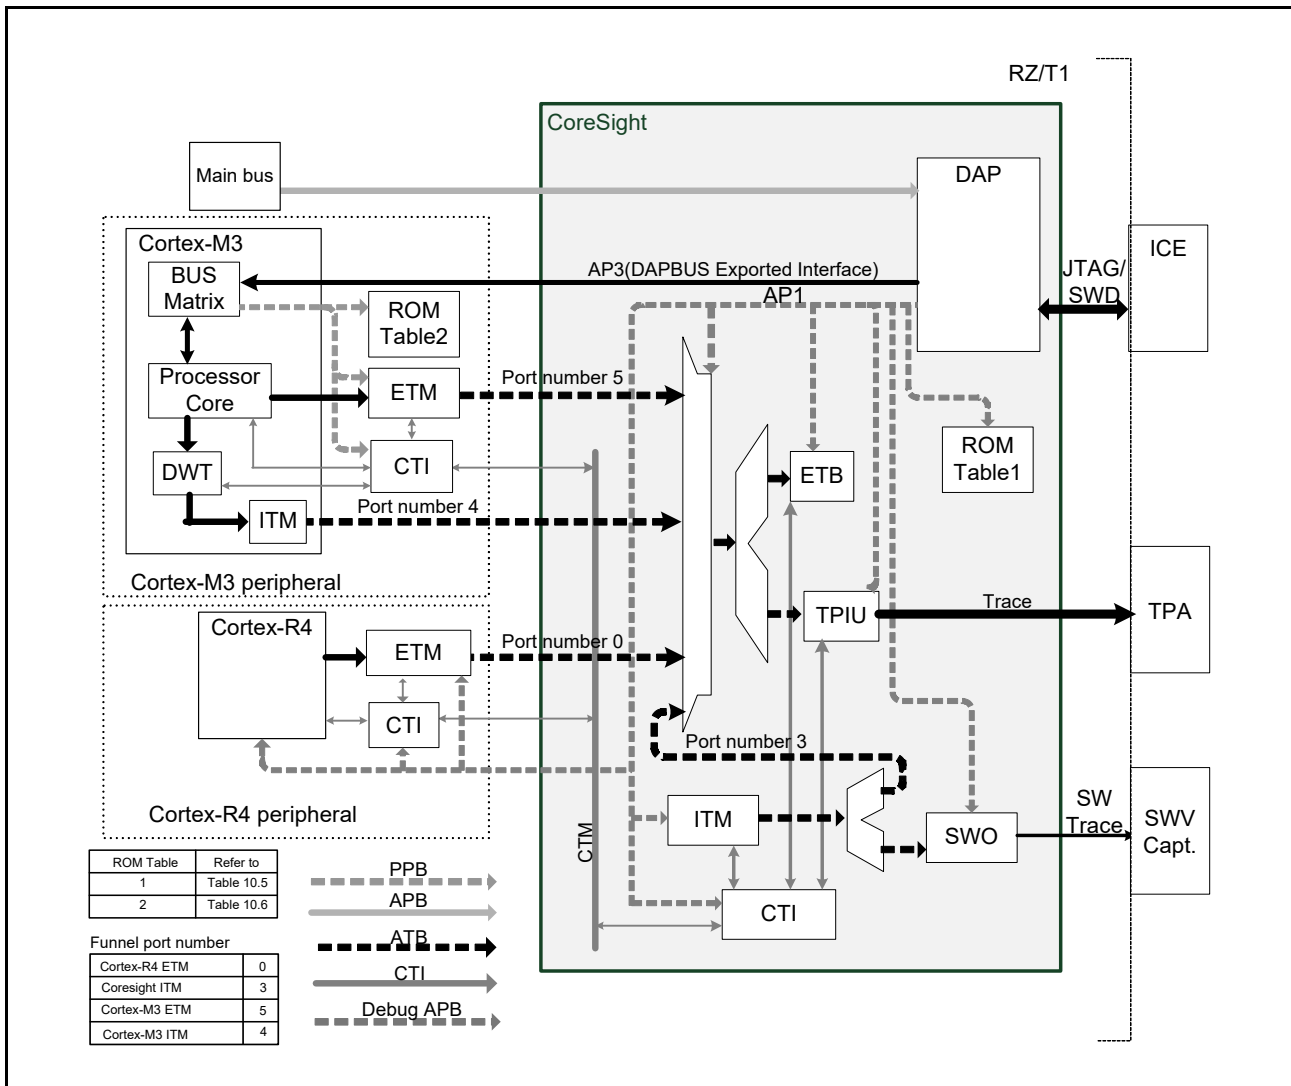 RZ/T1
CoreSight
Main bus
DAP
Cortex-M3
ICE
BUS
Matrix
AP3(DAPBUS Exported Interface)
JTAG/
SWD
AP1
ROM
Table2
Processor
Core
ETM
Port number 5
CTI
DWT
ETB
ROM
Table1
ITM
Port number 4
Cortex-M3 peripheral
Cortex-R4
ETM
Port number 0
TPIU
Trace
TPA
CTI
Port number 3
Cortex-R4 peripheral
ITM
SWO
SW
Trace
SWV
Capt.
CTM
CTI
ROM Table Refer to
1 Table 10.5
2 Table 10.6
PPB
APB
ATB
CTI
Debug APB
Funnel port number
Cortex-R4 ETM 0
Coresight ITM 3
Cortex-M3 ETM 5
Cortex-M3 ITM 4